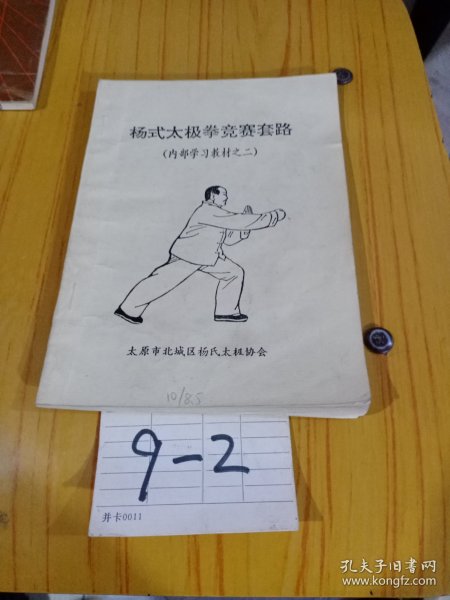 杨式太极拳竞赛套路
(内部学习教材之二)
太原市北城区杨氏太极协会
10/85
9-2
并卡0011
孔夫子旧书网
www.kongfz.com